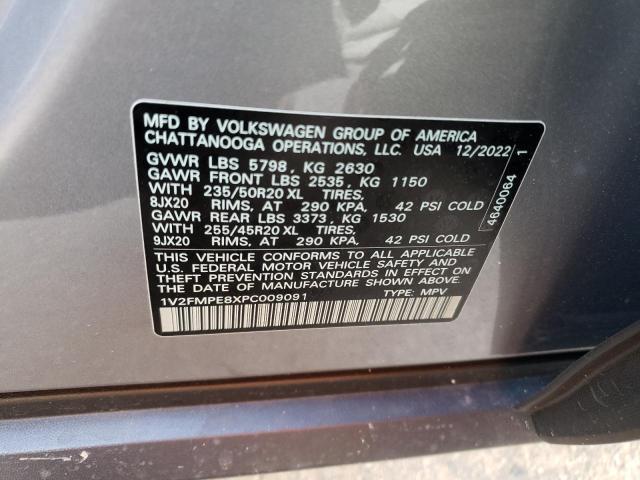 MFD BY VOLKSWAGEN GROUP OF AMERICA
CHATTANOOGA OPERATIONS, LLC. USA 12/2022
GVWR LBS 5798, KG 2630
GAWR FRONT LBS 2535, KG 1150
WITH 235/50R20 XL TIRES,
8JX20 RIMS, AT 290 KPA, 42 PSI COLD
GAWR REAR LBS 3373, KG 1530
WITH 255/45R20 XL TIRES,
9JX20 RIMS, AT 290 KPA, 42 PSI COLD
THIS VEHICLE CONFORMS TO ALL APPLICABLE
U.S. FEDERAL MOTOR VEHICLE SAFETY AND
THEFT PREVENTION STANDARDS IN EFFECT
ON THE DATE OF MANUFACTURE SHOWN ABOVE.
1V2FMPE8XPC009091 TYPE: MPV
4640064 1